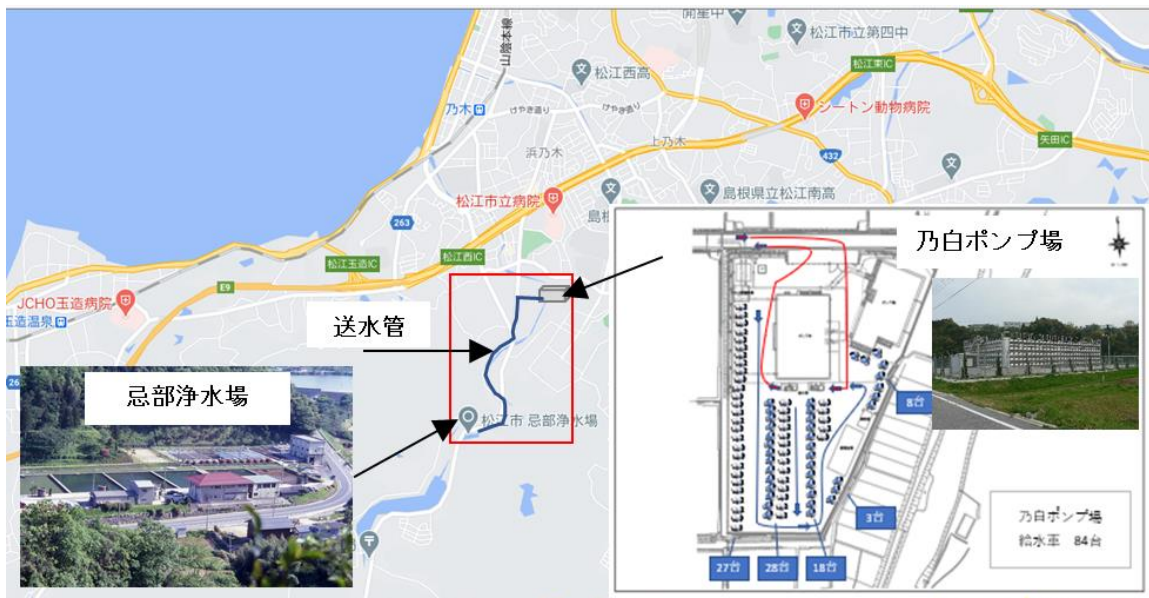 開星中
松江市立第四中
山陰本線
松江西高
松江東IC
乃木
けやき通り
けやき通り
シートン動物病院
矢田IC
浜乃木
上乃木
432
松江市立病院
島根県立松江南高
島根
263
松江西IC
松江玉造IC
E9
JCHO玉造病院
玉造温泉
26
送水管
忌部浄水場
松江市 忌部浄水場
乃白ポンプ場
8台
3台
27台
28台
18台
乃白ポンプ場
給水車 84台